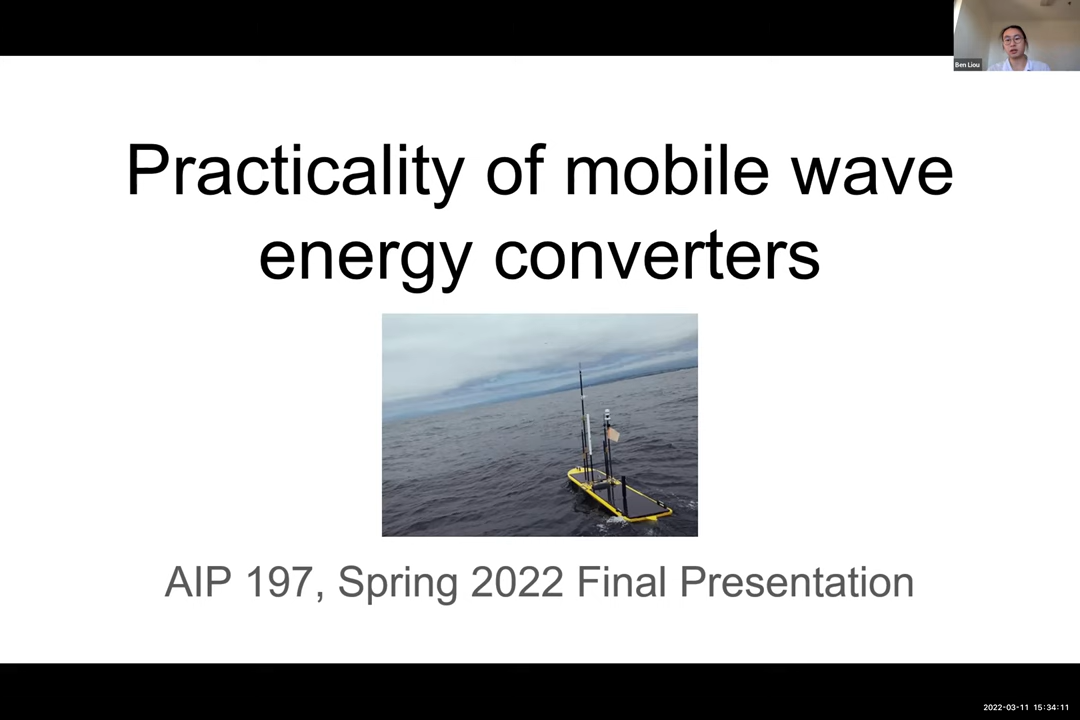 Ben Liou
Practicality of mobile wave
energy converters
AIP 197, Spring 2022 Final Presentation
2022-03-11 15:34:11